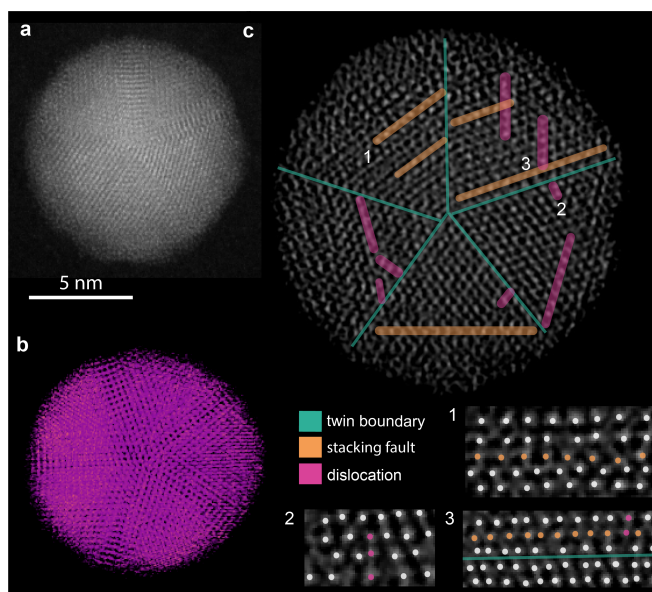 a
c
1
3
2
5 nm
b
twin boundary
stacking fault
dislocation
1
2
3